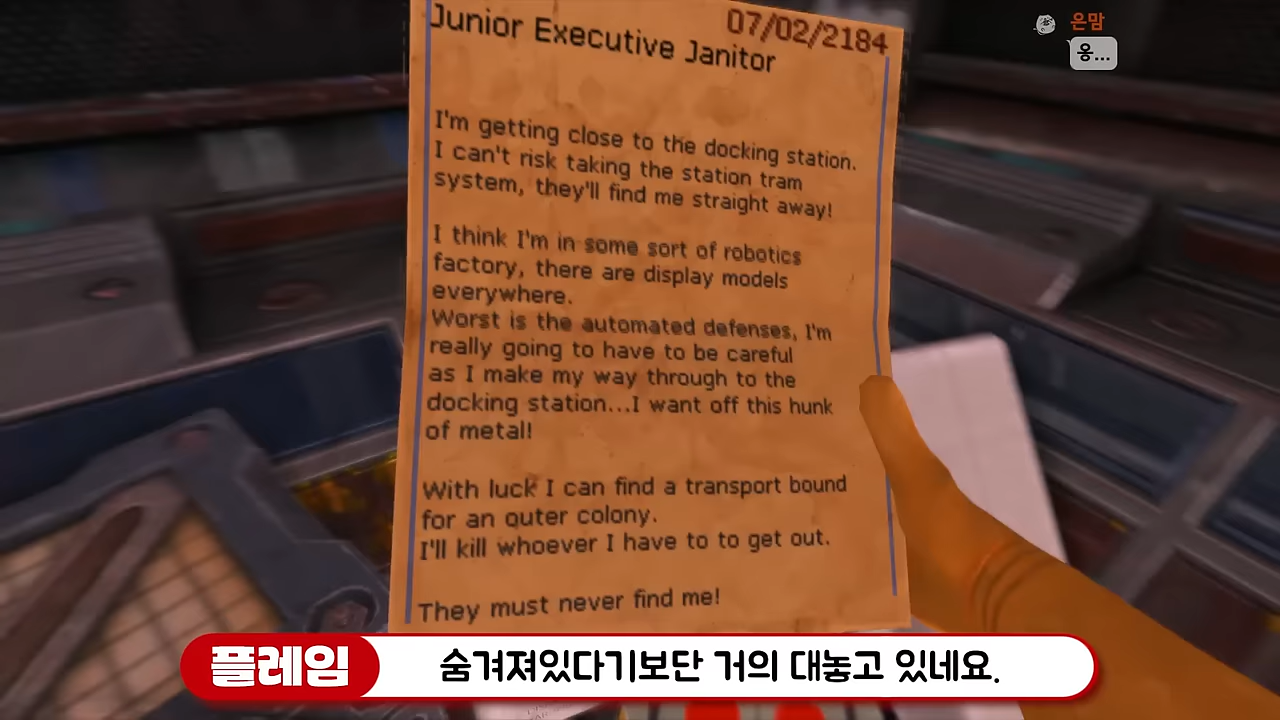 07/02/2184
Junior Executive Janitor
은맘
웅...
I'm getting close to the docking station.
I can't risk taking the station tram
system, they'll find me straight away!
I think I'm in some sort of robotics
factory, there are display models
everywhere.
Worst is the automated defenses, I'm
really going to have to be careful
as I make my way through to the
docking station...I want off this hunk
of metal!
With luck I can find a transport bound
for an outer colony.
I'll kill whoever I have to to get out.
They must never find me!
플레임
숨겨져있다기보단 거의 대놓고 있네요.